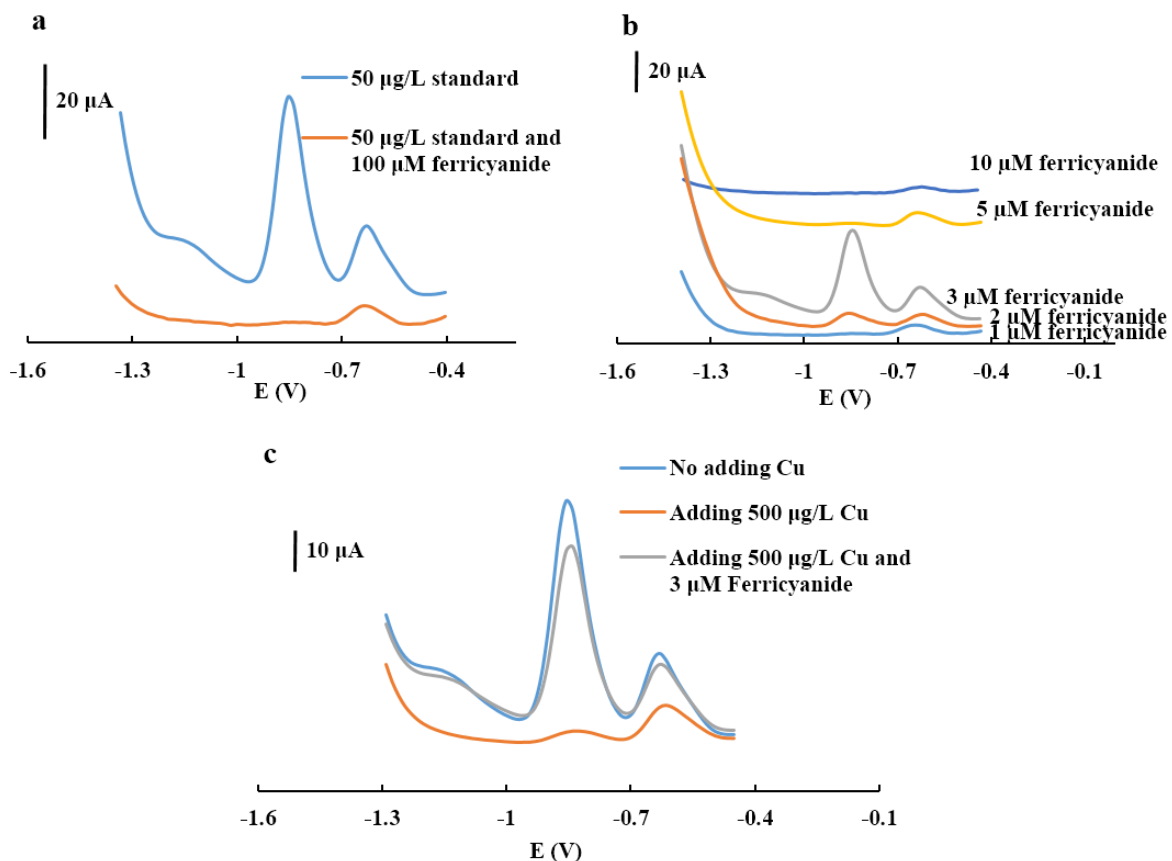 a
20 μA
50 μg/L standard
50 μg/L standard and
100 μM ferricyanide
-1.6 -1.3 -1 -0.7 -0.4
E (V)
b
20 μA
10 μM ferricyanide
5 μM ferricyanide
3 μM ferricyanide
2 μM ferricyanide
1 μM ferricyanide
-1.6 -1.3 -1 -0.7 -0.4 -0.1
E (V)
c
10 μA
No adding Cu
Adding 500 μg/L Cu
Adding 500 μg/L Cu and
3 μM Ferricyanide
-1.6 -1.3 -1 -0.7 -0.4 -0.1
E (V)